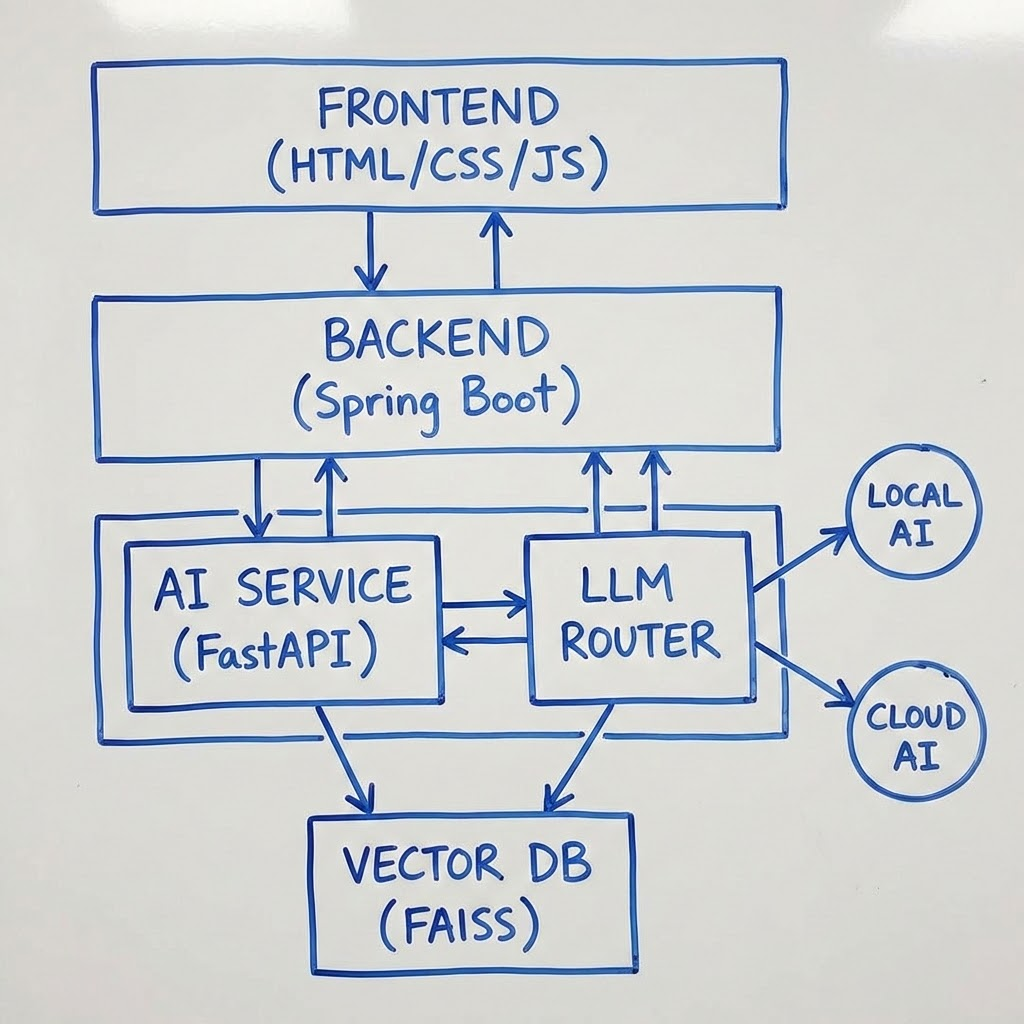 FRONTEND
(HTML/CSS/JS)
BACKEND
(Spring Boot)
AI SERVICE
(FastAPI)
LLM
ROUTER
LOCAL
AI
CLOUD
AI
VECTOR DB
(FAISS)